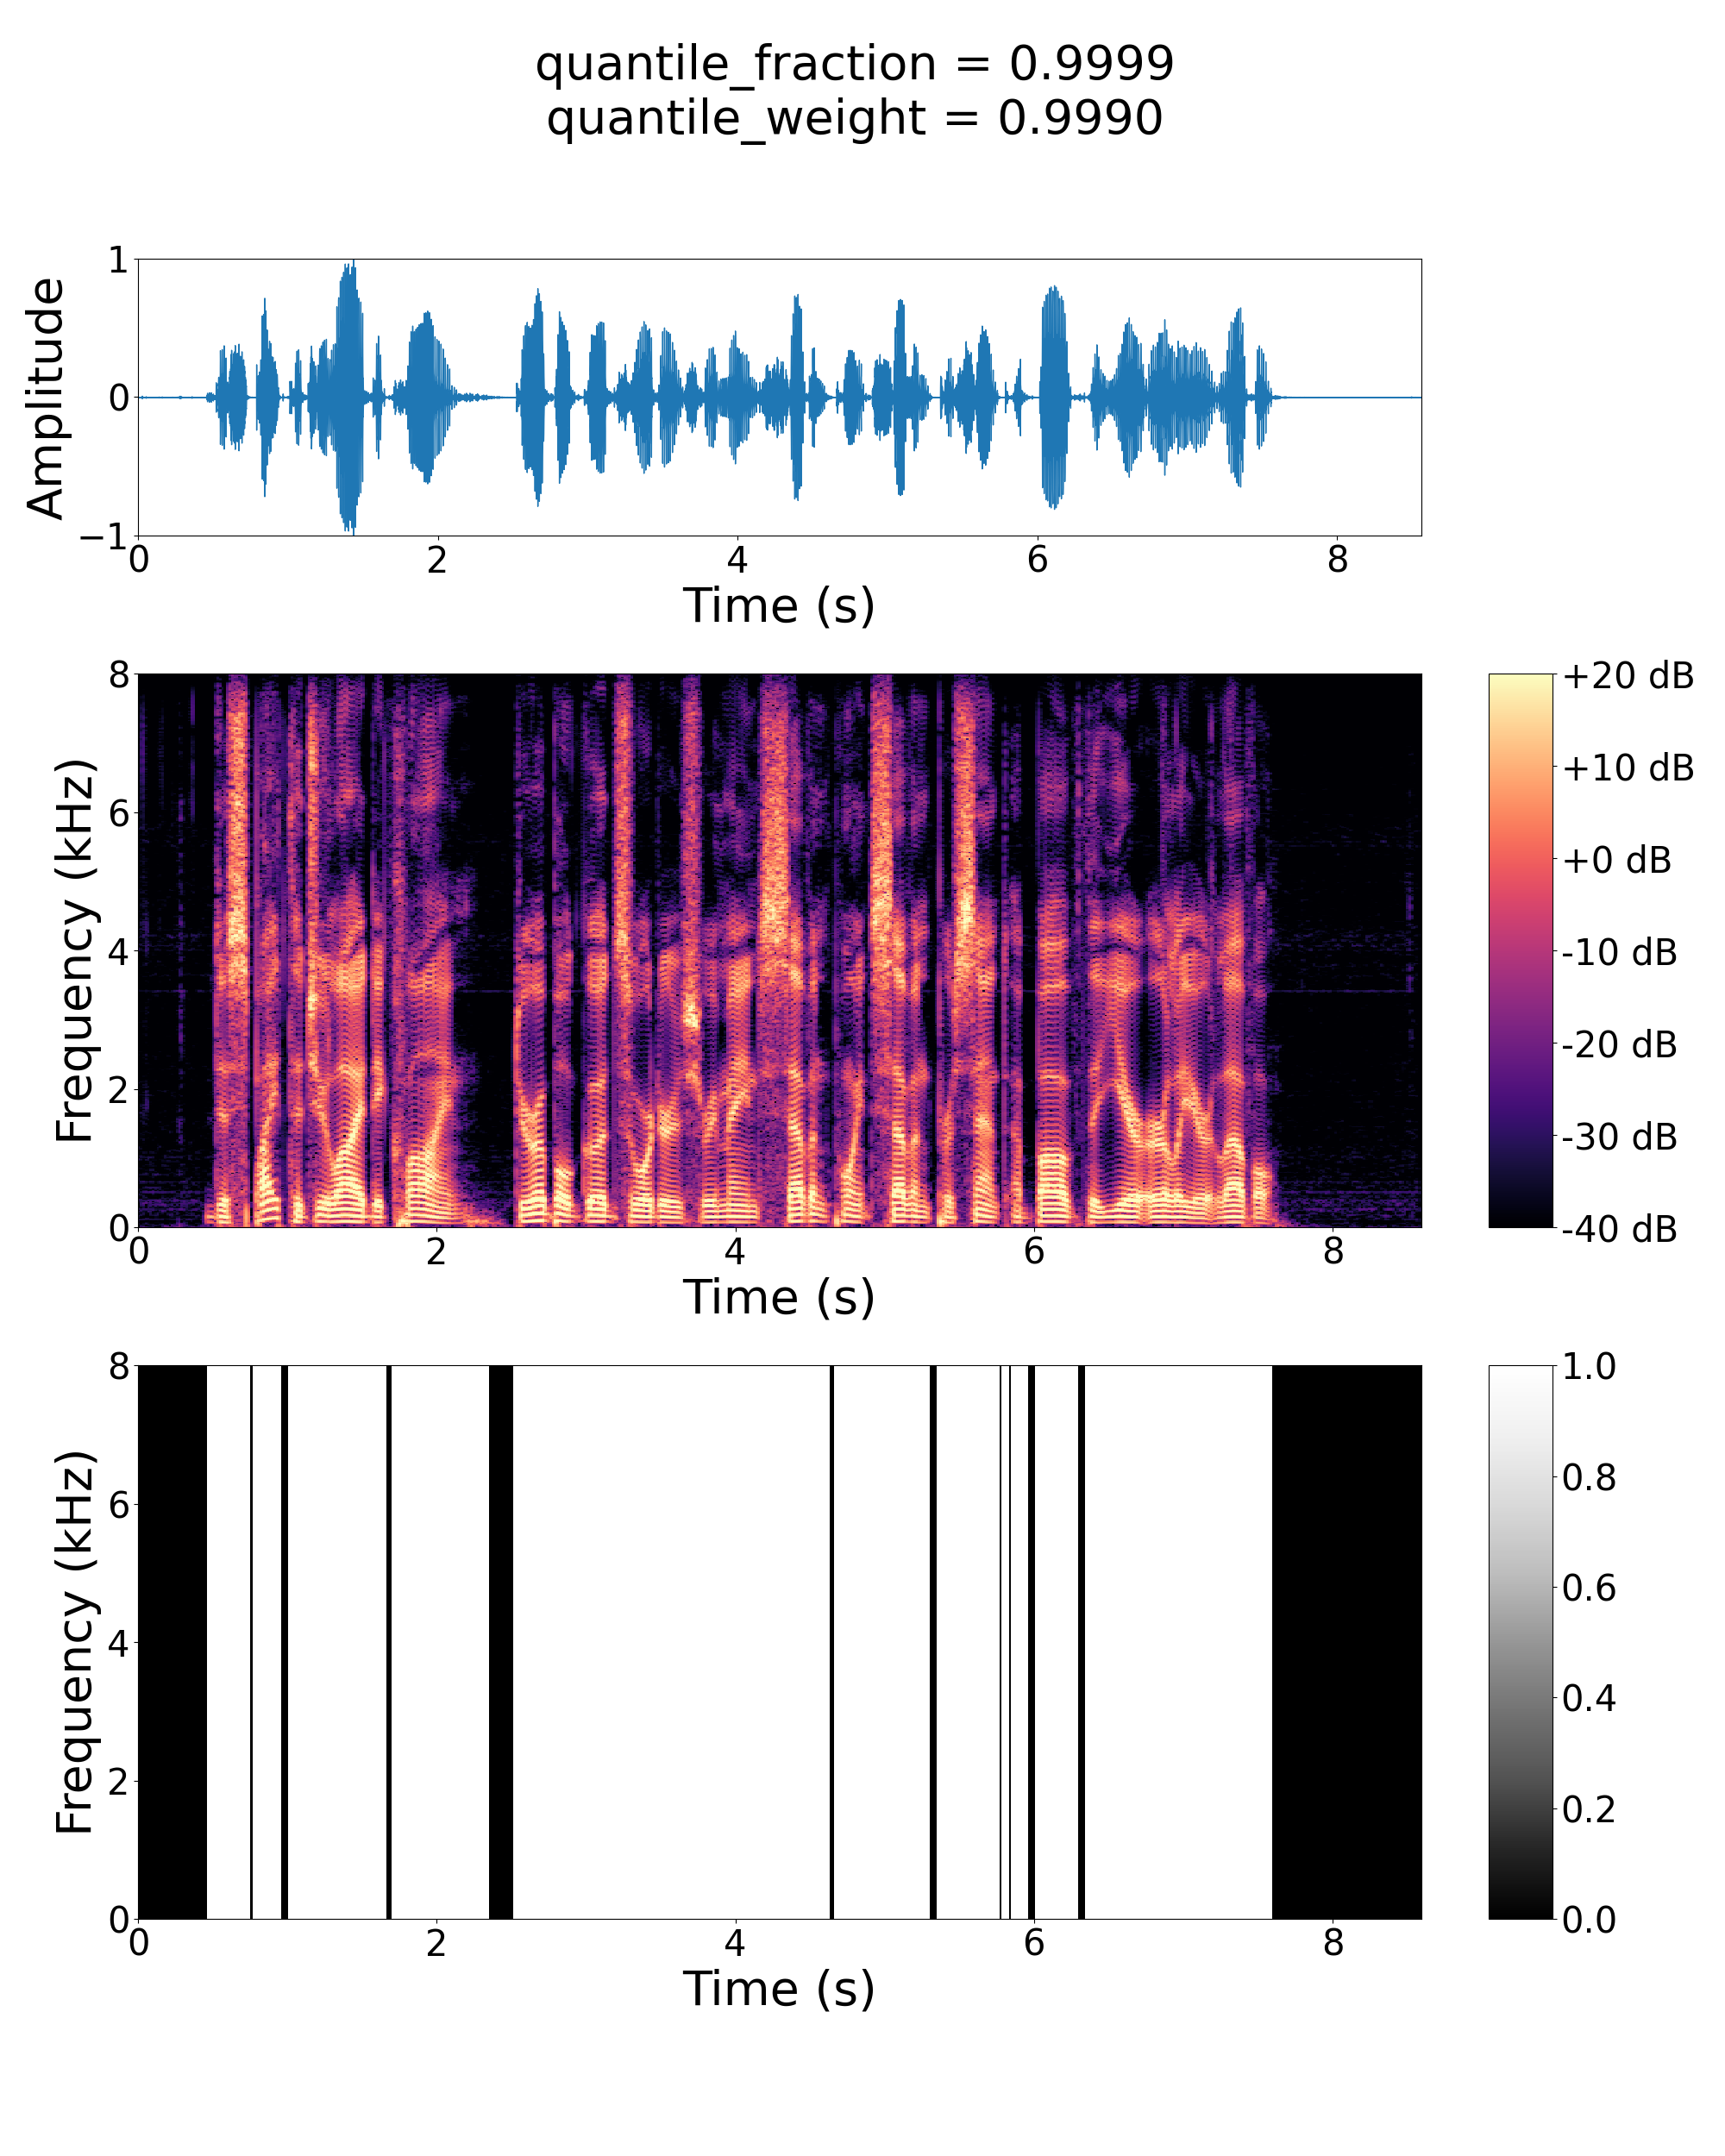 quantile_fraction = 0.9999
quantile_weight = 0.9990
1
0
−1
Amplitude
0 2 4 6 8
Time (s)
8
6
4
2
0
Frequency (kHz)
0 2 4 6 8
Time (s)
+20 dB
+10 dB
+0 dB
-10 dB
-20 dB
-30 dB
-40 dB
8
6
4
2
0
Frequency (kHz)
0 2 4 6 8
Time (s)
1.0
0.8
0.6
0.4
0.2
0.0